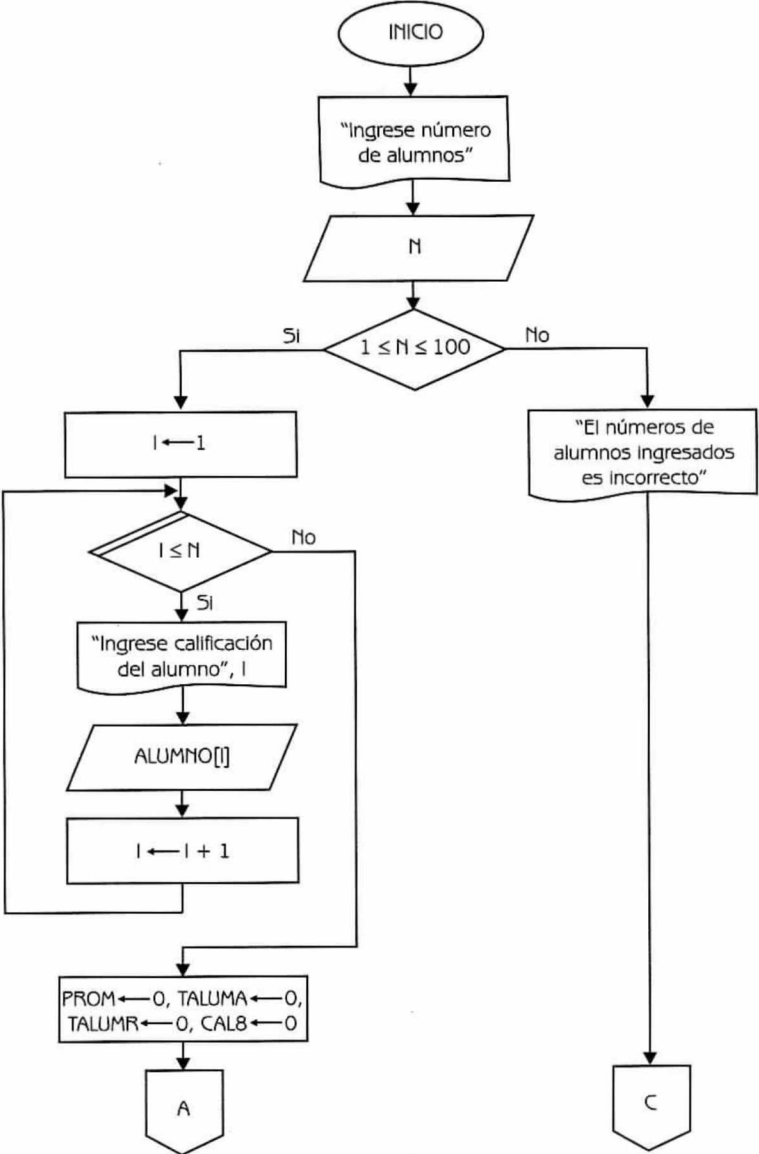 INICIO
“Ingrese número
de alumnos”
N
1 ≤ N ≤ 100
Si
No
I ← 1
“El números de
alumnos ingresados
es incorrecto”
I ≤ N
No
Si
“Ingrese calificación
del alumno”, I
ALUMNO[I]
I ← I + 1
PROM ← 0, TALUMA ← 0,
TALUMR ← 0, CAL8 ← 0
A
C